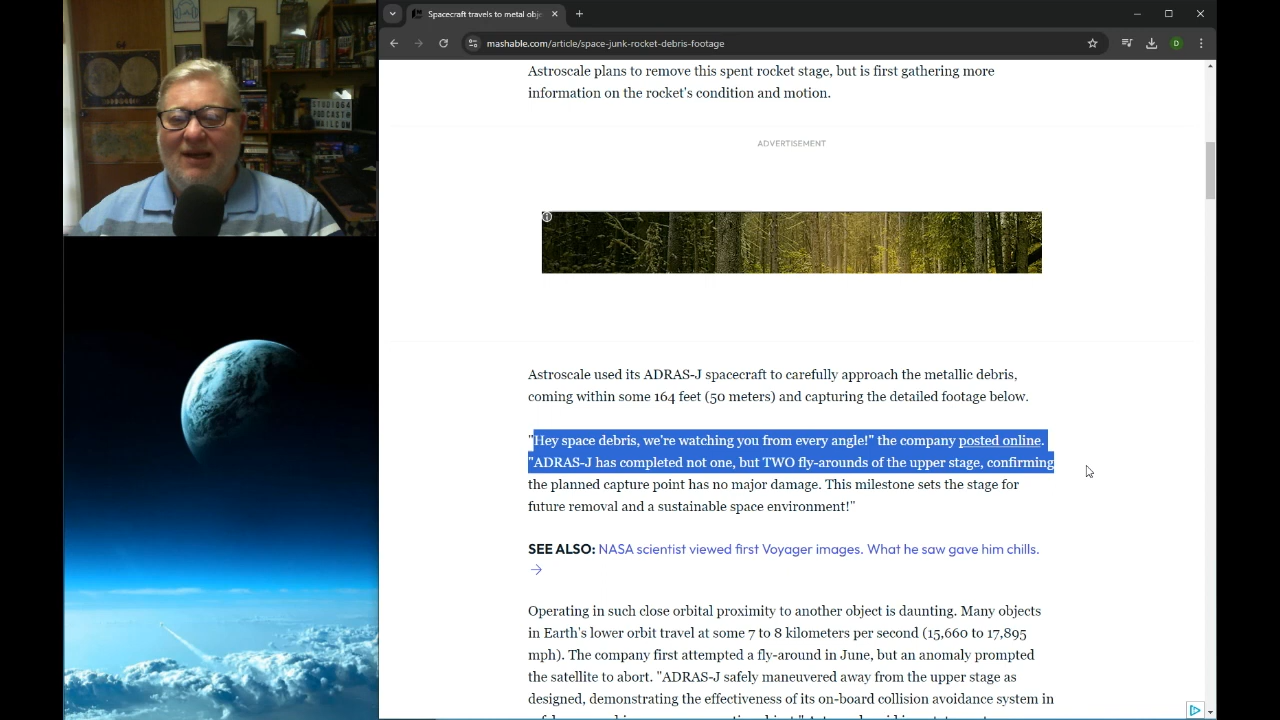 Spacecraft travels to metal obje
mashable.com/article/space-junk-rocket-debris-footage
D
STUDIO64
PODCAST@
Astroscale plans to remove this spent rocket stage, but is first gathering more
information on the rocket's condition and motion.
ADVERTISEMENT
Astroscale used its ADRAS-J spacecraft to carefully approach the metallic debris,
coming within some 164 feet (50 meters) and capturing the detailed footage below.
"Hey space debris, we're watching you from every angle!" the company posted online.
"ADRAS-J has completed not one, but TWO fly-arounds of the upper stage, confirming
the planned capture point has no major damage. This milestone sets the stage for
future removal and a sustainable space environment!"
SEE ALSO: NASA scientist viewed first Voyager images. What he saw gave him chills.
→
Operating in such close orbital proximity to another object is daunting. Many objects
in Earth's lower orbit travel at some 7 to 8 kilometers per second (15,660 to 17,895
mph). The company first attempted a fly-around in June, but an anomaly prompted
the satellite to abort. "ADRAS-J safely maneuvered away from the upper stage as
designed, demonstrating the effectiveness of its on-board collision avoidance system in